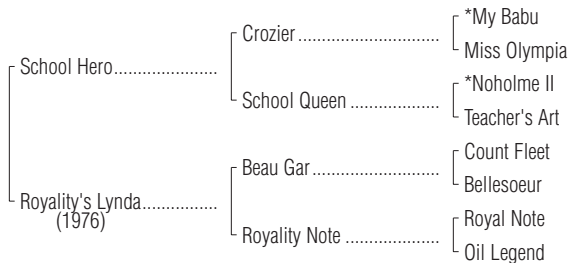 *My Babu
Crozier
Miss Olympia
School Hero
*Noholme II
School Queen
Teacher's Art
Count Fleet
Beau Gar
Bellesoeur
Royality's Lynda
(1976)
Royal Note
Royality Note
Oil Legend